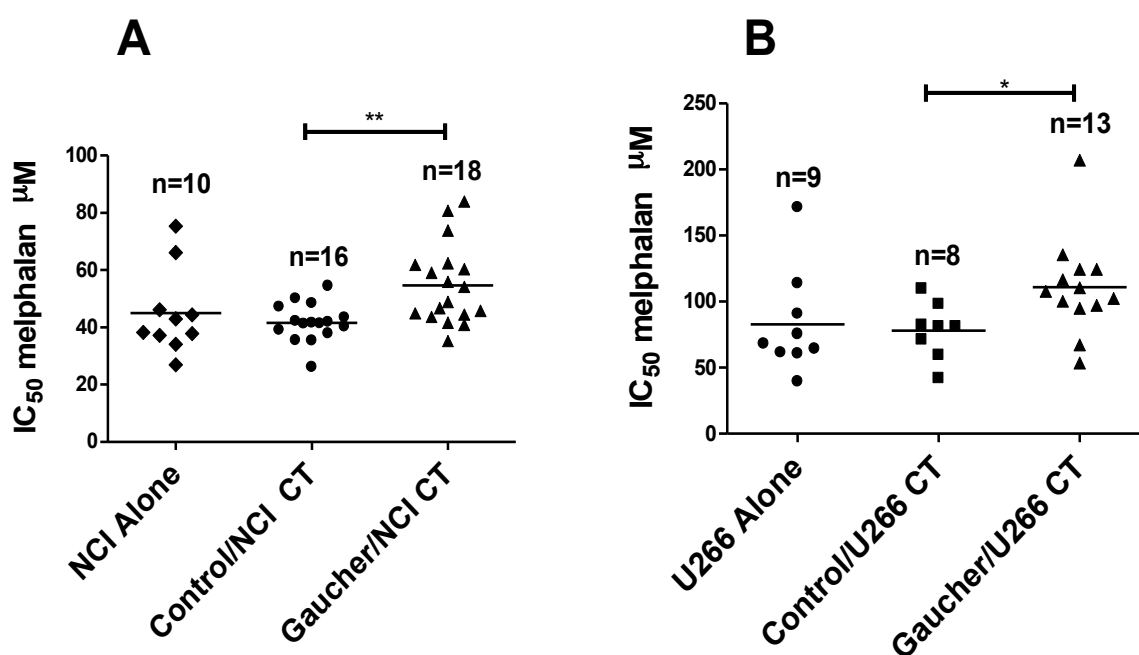 A
**
IC50 melphalan μM
100
80
60
40
20
0
n=10
n=16
n=18
NCI Alone
Control/NCI CT
Gaucher/NCI CT
B
*
IC50 melphalan μM
250
200
150
100
50
0
n=9
n=8
n=13
U266 Alone
Control/U266 CT
Gaucher/U266 CT